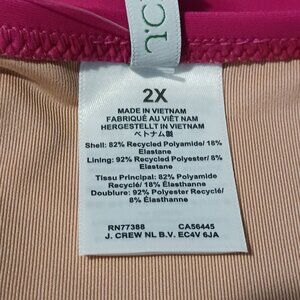 J.C
2X
MADE IN VIETNAM
FABRIQUÉ AU VIÊT NAM
HERGESTELLT IN VIETNAM
ベトナム製
Shell: 82% Recycled Polyamide/ 18%
Elastane
Lining: 92% Recycled Polyester/ 8%
Elastane
Tissu Principal: 82% Polyamide
Recyclé/ 18% Élasthanne
Doublure: 92% Polyester Recyclé/
8% Élasthanne
RN77388 CA56445
J. CREW NL B.V. EC4V 6JA